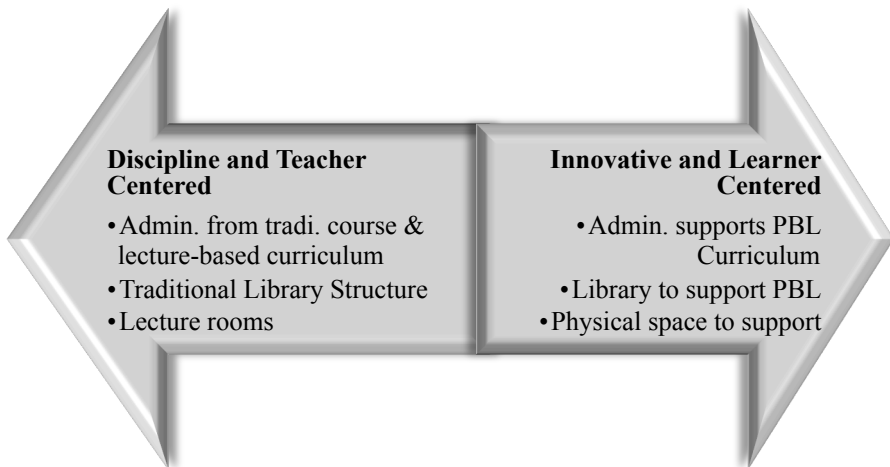 Discipline and Teacher
Centered
•Admin. from tradi. course &
lecture-based curriculum
•Traditional Library Structure
•Lecture rooms
Innovative and Learner
Centered
•Admin. supports PBL
Curriculum
•Library to support PBL
•Physical space to support